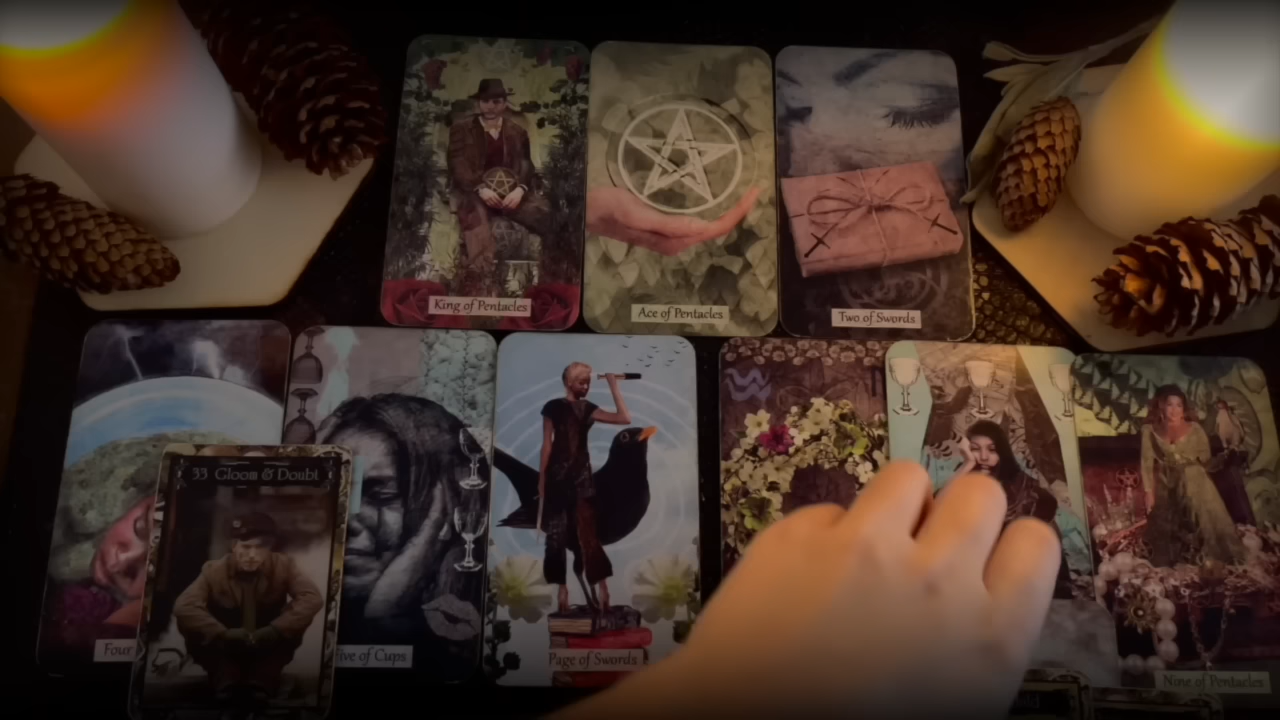 King of Pentacles
Ace of Pentacles
Two of Swords
33 Gloom & Doubt
Four
Five of Cups
Page of Swords
Nine of Pentacles